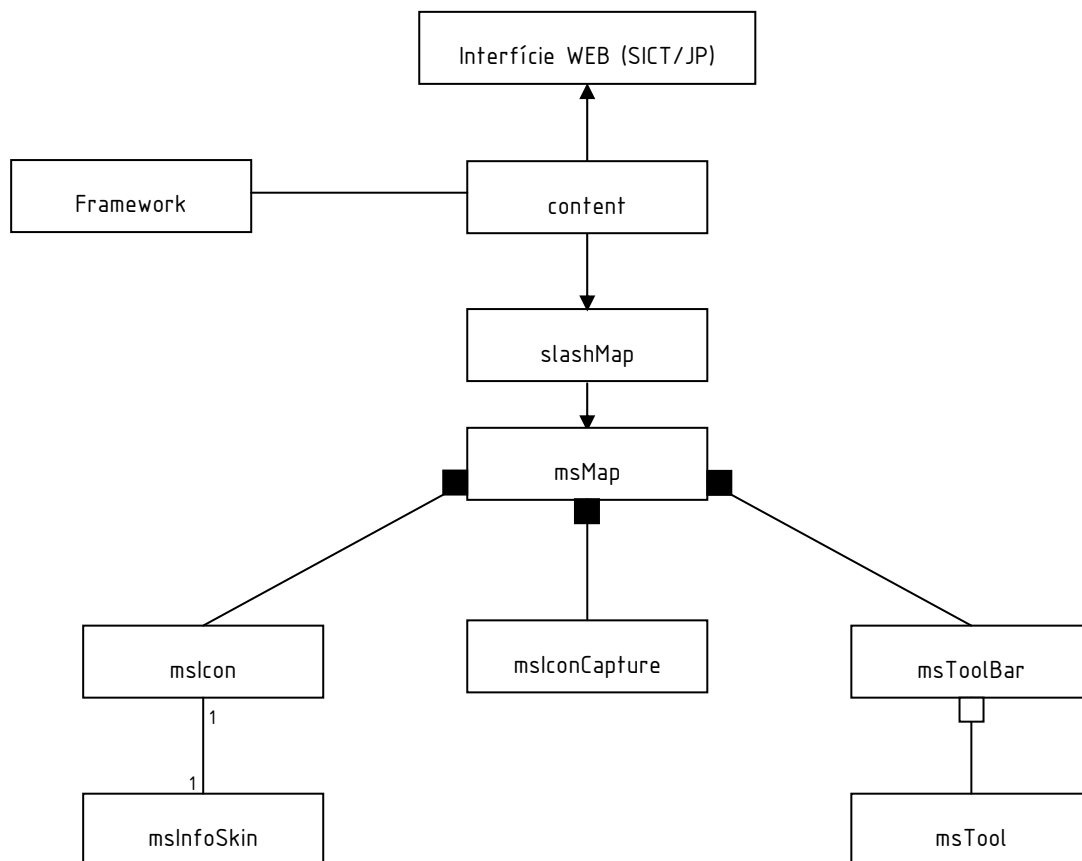 Interfície WEB (SICT/JP)
Framework
content
slashMap
msMap
msIcon
msIconCapture
msToolBar
1
1
msInfoSkin
msTool